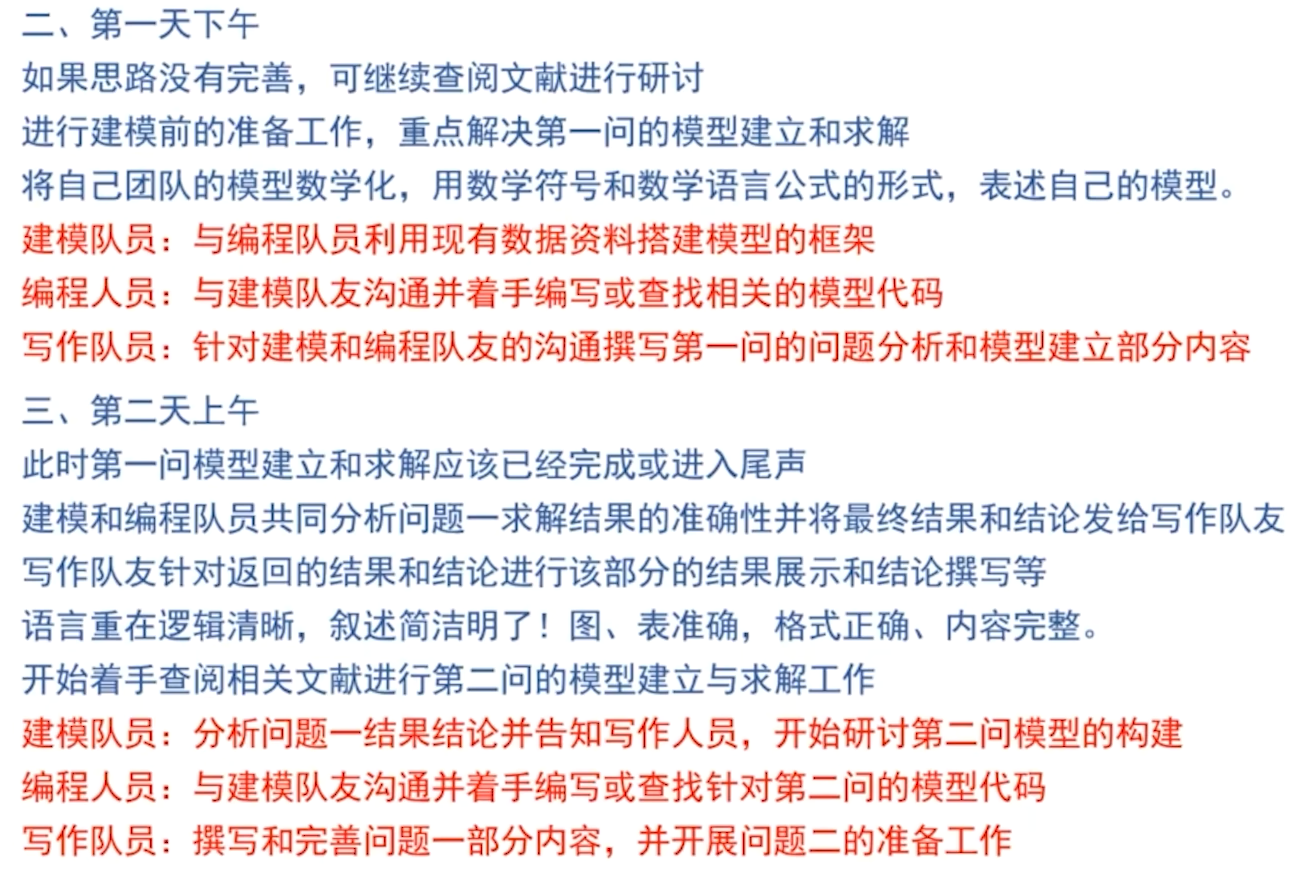 二、第一天下午
如果思路没有完善，可继续查阅文献进行研讨
进行建模前的准备工作，重点解决第一问的模型建立和求解
将自己团队的模型数学化，用数学符号和数学语言公式的形式，表述自己的模型。
建模队员：与编程队员利用现有数据资料搭建模型的框架
编程人员：与建模队友沟通并着手编写或查找相关的模型代码
写作队员：针对建模和编程队友的沟通撰写第一问的问题分析和模型建立部分内容
三、第二天上午
此时第一问模型建立和求解应该已经完成或进入尾声
建模和编程队员共同分析问题一求解结果的准确性并将最终结果和结论发给写作队友
写作队友针对返回的结果和结论进行该部分的结果展示和结论撰写等
语言重在逻辑清晰，叙述简洁明了！图、表准确，格式正确、内容完整。
开始着手查阅相关文献进行第二问的模型建立与求解工作
建模队员：分析问题一结果结论并告知写作人员，开始研讨第二问模型的构建
编程人员：与建模队友沟通并着手编写或查找针对第二问的模型代码
写作队员：撰写和完善问题一部分内容，并开展问题二的准备工作